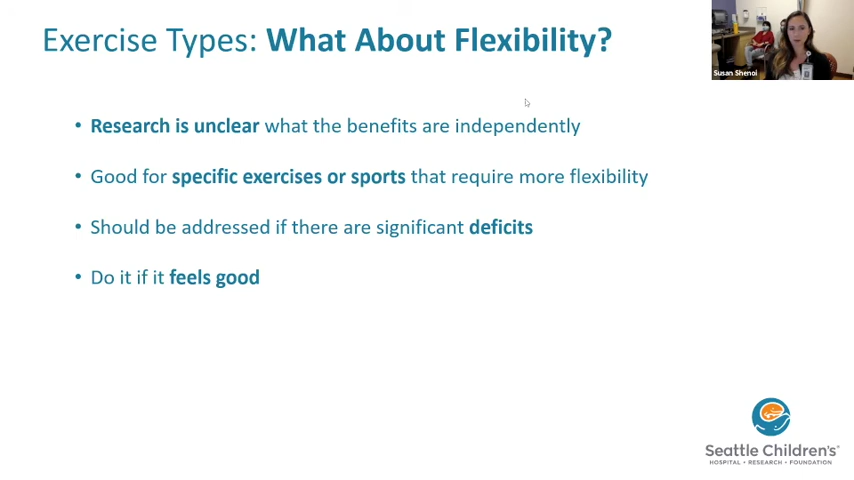 Exercise Types: What About Flexibility?
Susan Shenoi
• Research is unclear what the benefits are independently
• Good for specific exercises or sports that require more flexibility
• Should be addressed if there are significant deficits
• Do it if it feels good
Seattle Children's®
HOSPITAL • RESEARCH • FOUNDATION